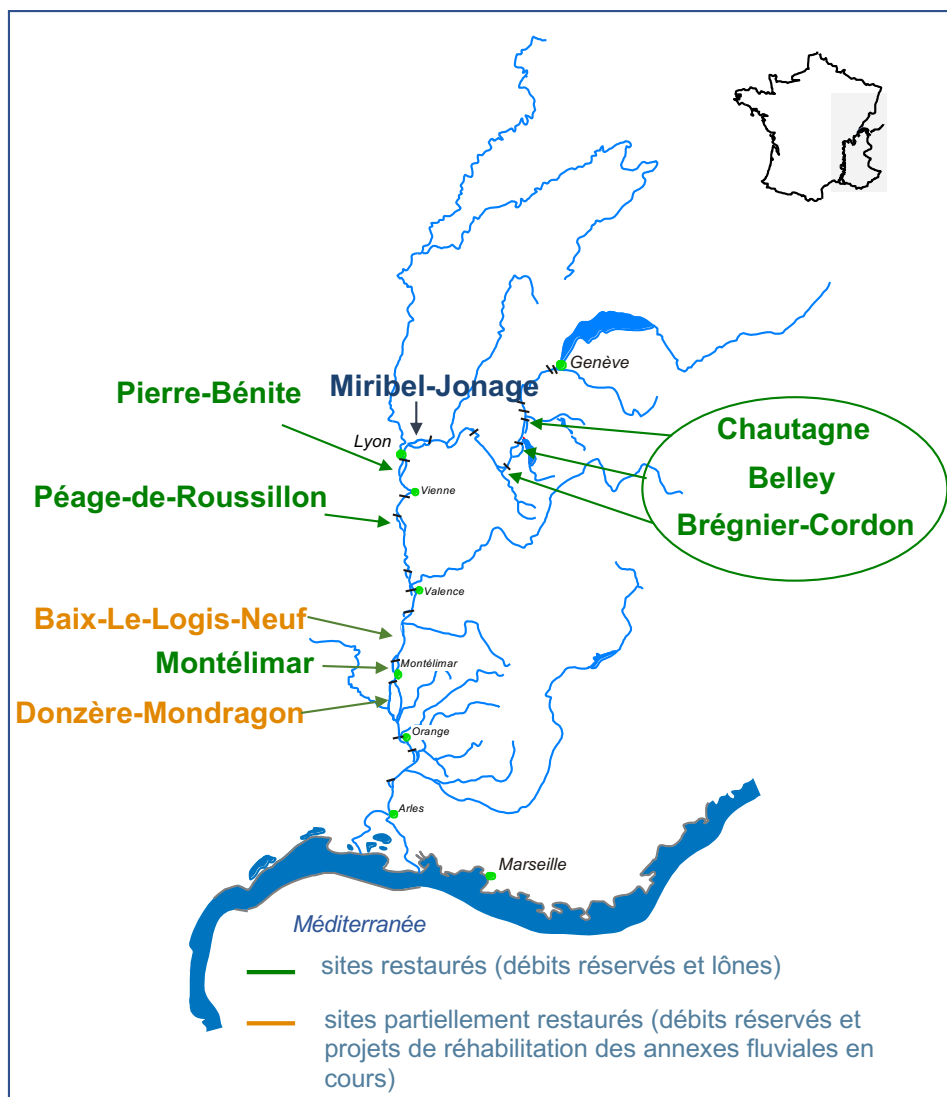 Genève
Miribel-Jonage
Pierre-Bénite
Chautagne
Lyon
Belley
Vienne
Péage-de-Roussillon
Brégnier-Cordon
Valence
Baix-Le-Logis-Neuf
Montélimar
Montélimar
Donzère-Mondragon
Orange
Arles
Marseille
Méditerranée
sites restaurés (débits réservés et lônes)
sites partiellement restaurés (débits réservés et
projets de réhabilitation des annexes fluviales en
cours)